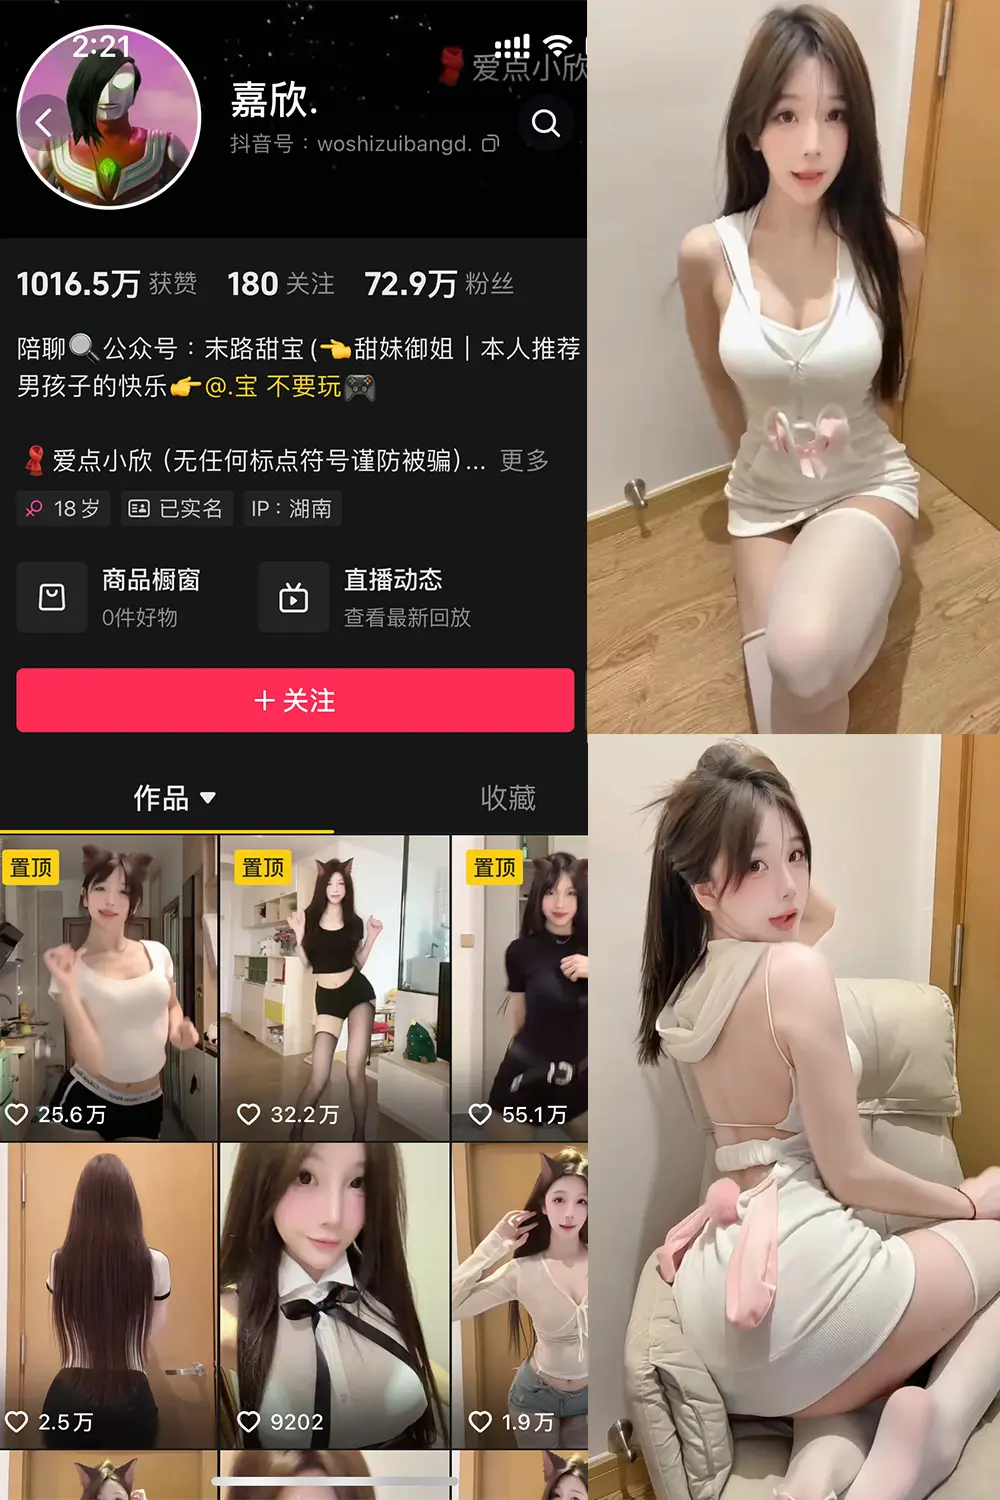 2:21
爱点小欣
嘉欣.
抖音号：woshizuibangd.
1016.5万 获赞 180 关注 72.9万 粉丝
陪聊🔍公众号：末路甜宝(👈甜妹御姐｜本人推荐
男孩子的快乐👉@.宝 不要玩🎮
🧣爱点小欣（无任何标点符号谨防被骗）... 更多
18岁 已实名 IP：湖南
商品橱窗 直播动态
0件好物 查看最新回放
+ 关注
作品 收藏
置顶 置顶 置顶
25.6万 32.2万 55.1万
2.5万 9202 1.9万